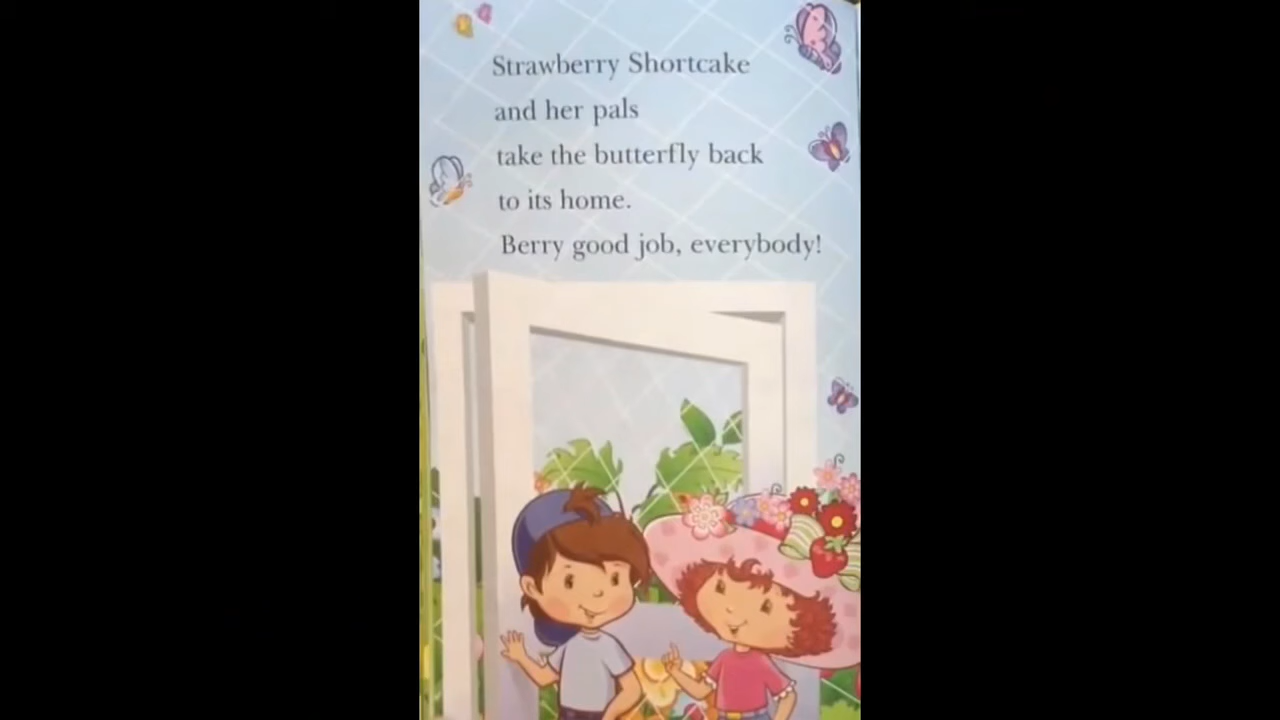 Strawberry Shortcake
and her pals
take the butterfly back
to its home.
Berry good job, everybody!